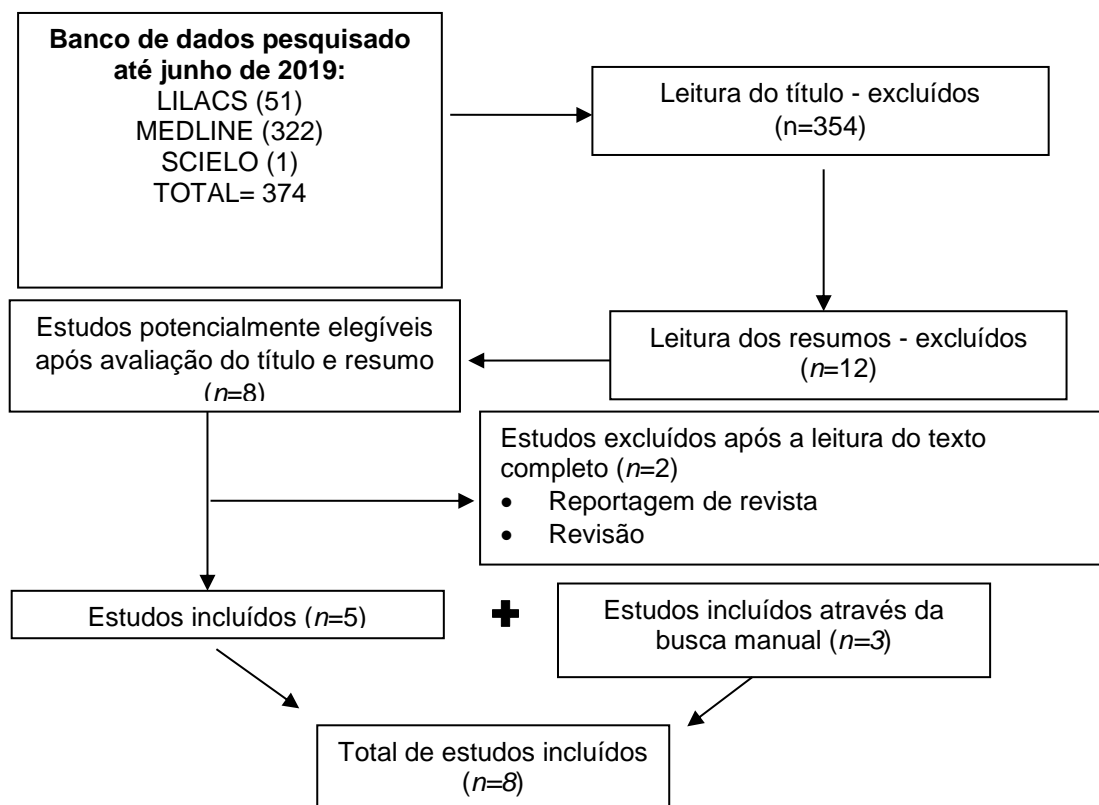 Banco de dados pesquisado
até junho de 2019:
LILACS (51)
MEDLINE (322)
SCIELO (1)
TOTAL= 374
Leitura do título - excluídos
(n=354)
Leitura dos resumos - excluídos
(n=12)
Estudos potencialmente elegíveis
após avaliação do título e resumo
(n=8)
Estudos excluídos após a leitura do texto
completo (n=2)
• Reportagem de revista
• Revisão
Estudos incluídos (n=5)
Estudos incluídos através da
busca manual (n=3)
Total de estudos incluídos
(n=8)